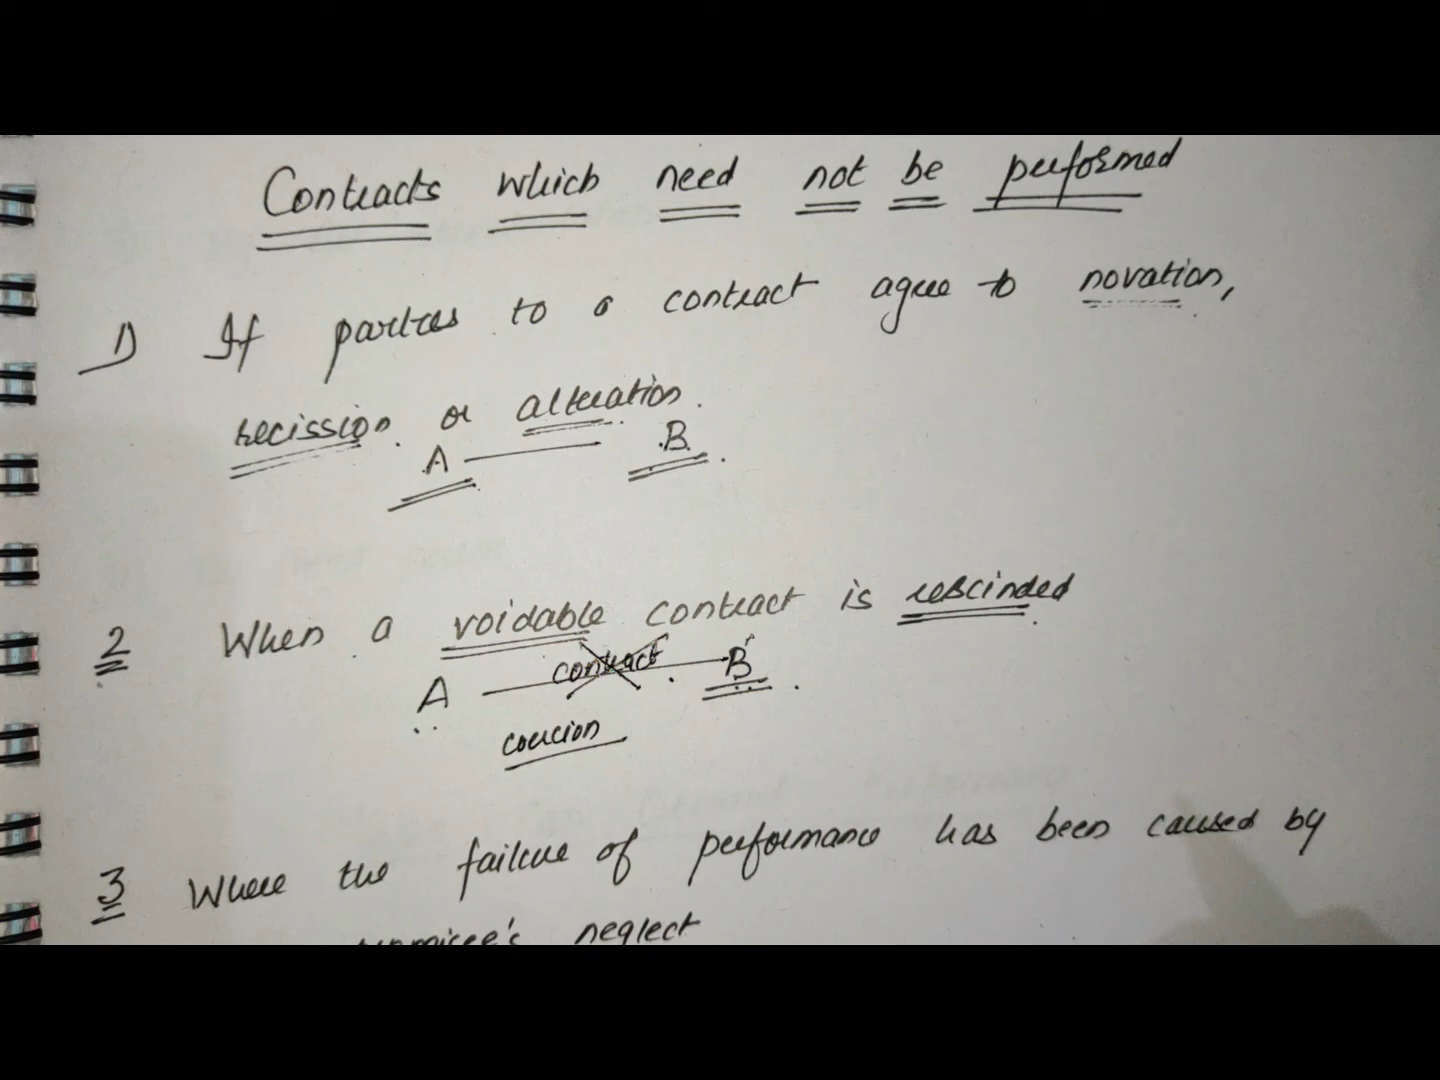 Contracts which need not be performed
1) If parties to a contract agree to novation,
recission or alteration.
A B
2 When a voidable contract is rescinded
A contract B
coercion
3 Where the failure of performance has been caused by
promisee's neglect